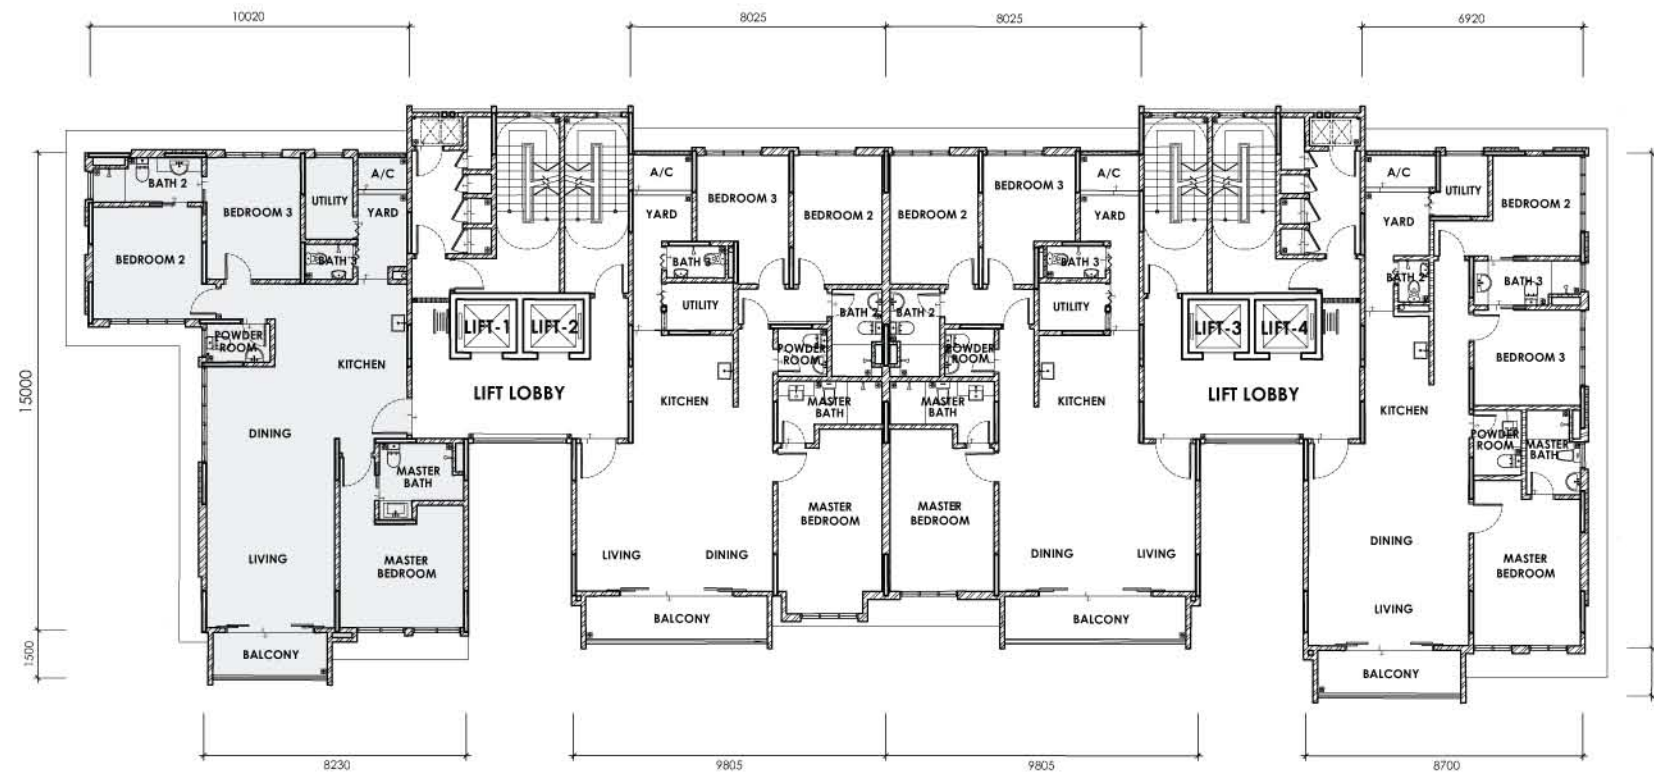 10020
8025
8025
6920
A/C
BATH 2
BEDROOM 3
UTILITY
YARD
BEDROOM 2
BATH 3
POWDER
ROOM
KITCHEN
LIFT-1
LIFT-2
LIFT LOBBY
DINING
MASTER
BATH
LIVING
MASTER
BEDROOM
BALCONY
A/C
YARD
BEDROOM 3
BEDROOM 2
BATH 3
UTILITY
BATH 2
POWDER
ROOM
KITCHEN
MASTER
BATH
MASTER
BEDROOM
LIVING
DINING
BALCONY
BEDROOM 2
BEDROOM 3
A/C
YARD
BATH 3
UTILITY
BATH 2
POWDER
ROOM
MASTER
BATH
KITCHEN
MASTER
BEDROOM
DINING
LIVING
BALCONY
LIFT-3
LIFT-4
LIFT LOBBY
A/C
UTILITY
YARD
BEDROOM 2
BATH 2
BATH 3
BEDROOM 3
KITCHEN
POWDER
ROOM
MASTER
BATH
DINING
MASTER
BEDROOM
LIVING
BALCONY
15000
1500
8230
9805
9805
8700